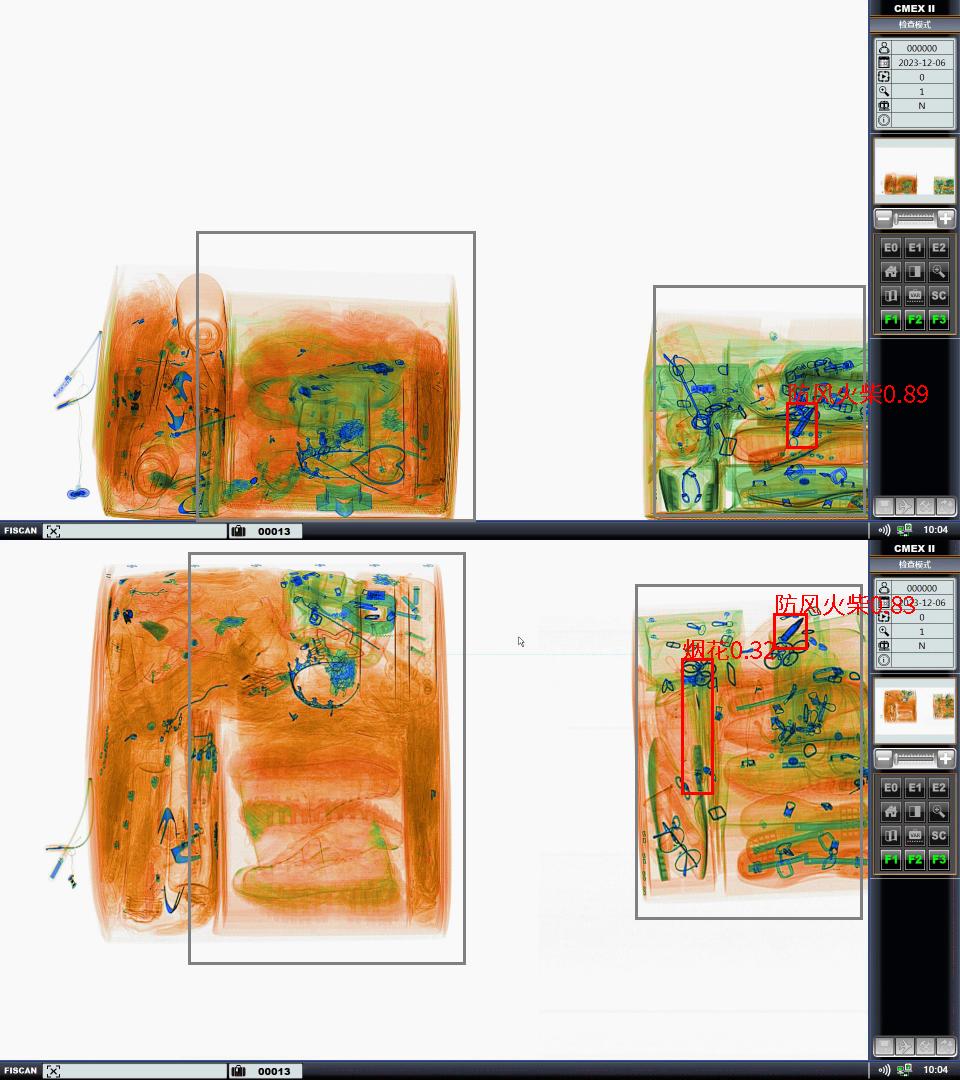 CMEX II
检查模式
000000
2023-12-06
0
1
N
E0 E1 E2
VAR SC
F1 F2 F3
防风火柴0.89
FISCAN
00013
10:04
CMEX II
检查模式
000000
2023-12-06
防风火柴0.83
0
烟花0.32
1
N
E0 E1 E2
VAR SC
F1 F2 F3
FISCAN
00013
10:04